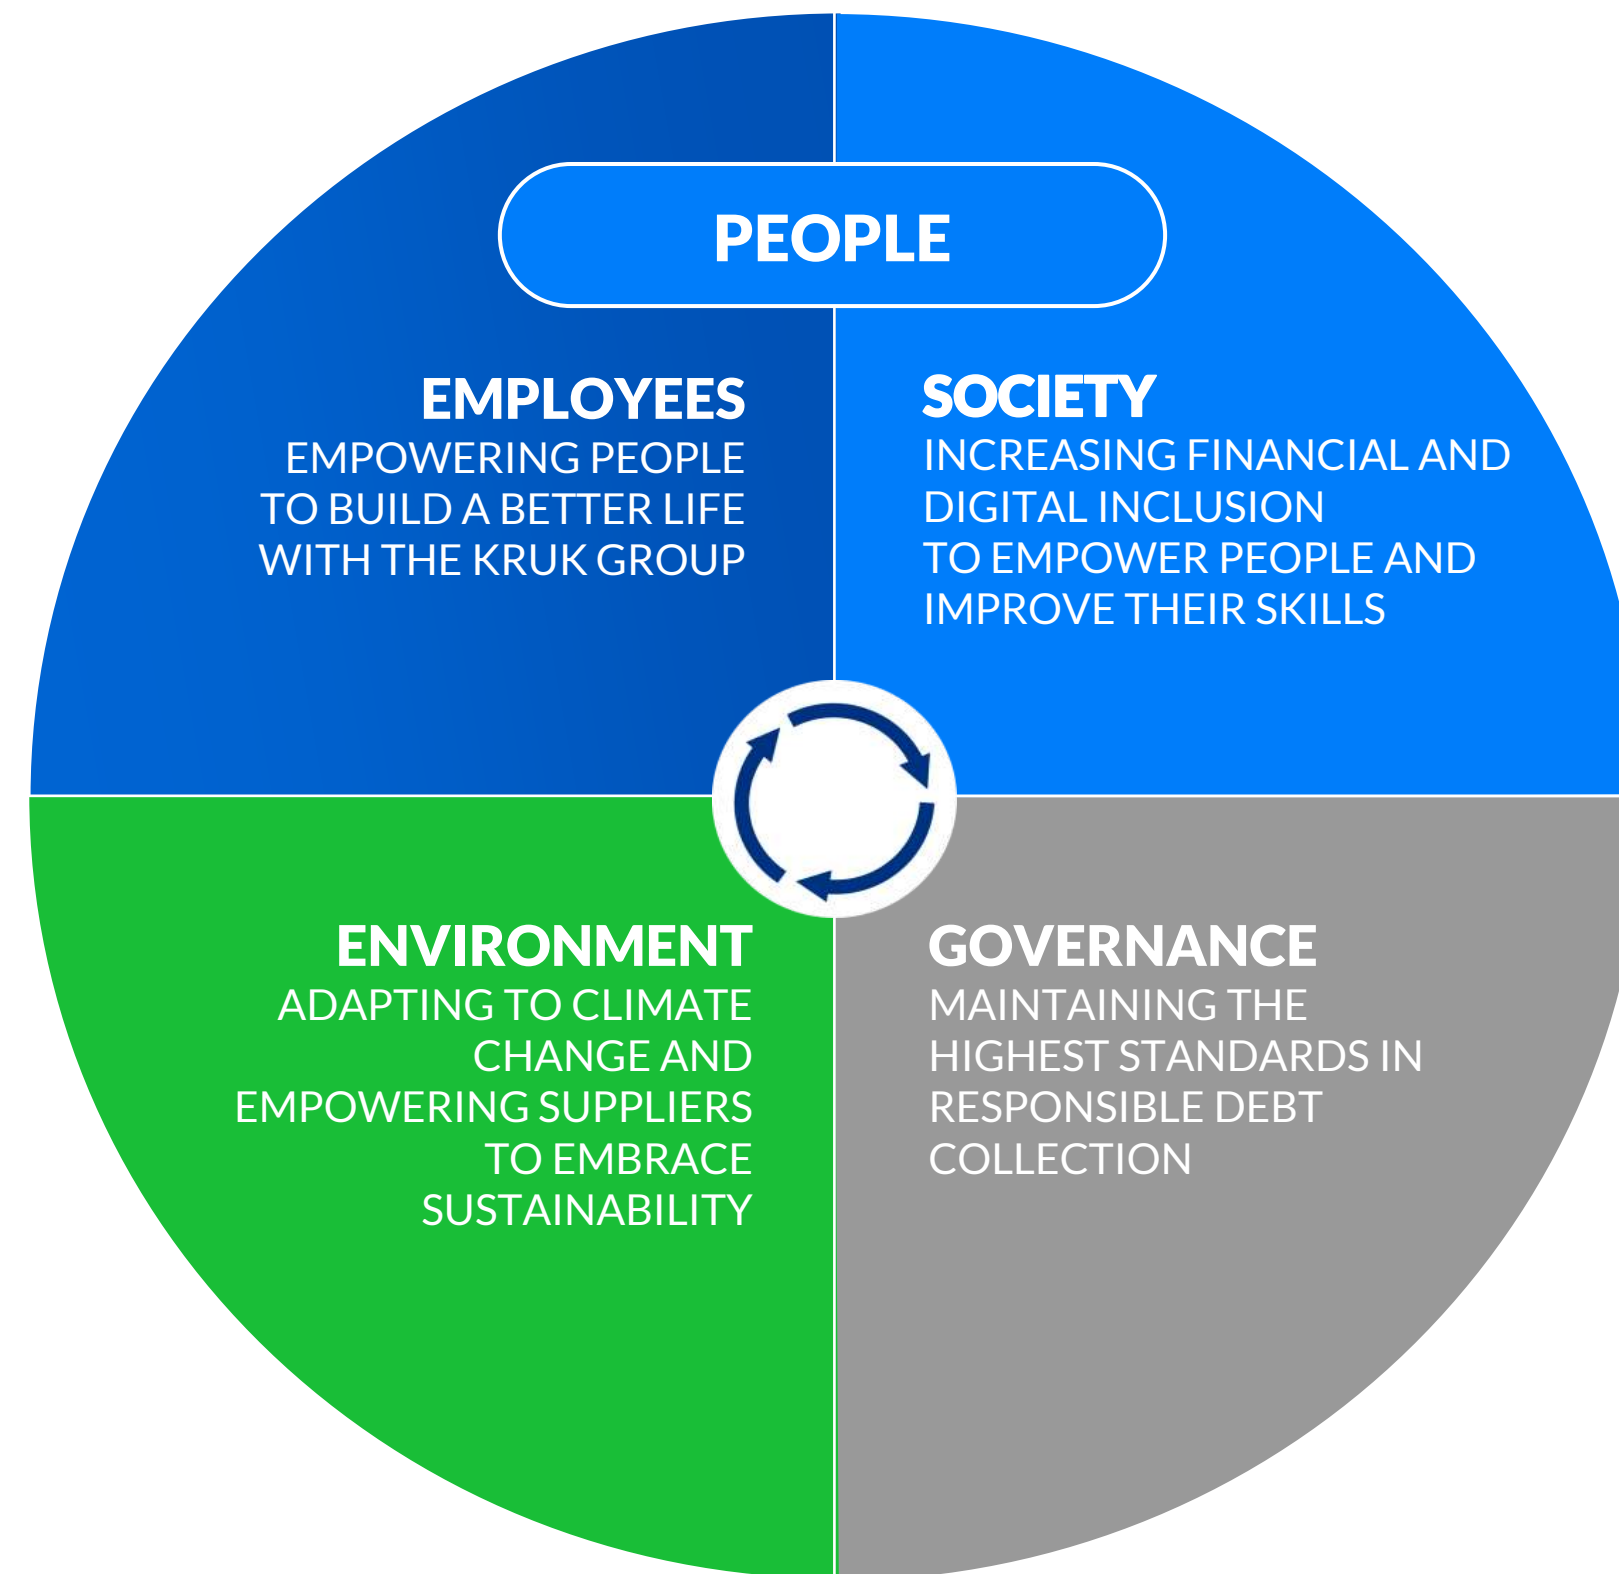 PEOPLE
EMPLOYEES
EMPOWERING PEOPLE
TO BUILD A BETTER LIFE
WITH THE KRUK GROUP
SOCIETY
INCREASING FINANCIAL AND
DIGITAL INCLUSION
TO EMPOWER PEOPLE AND
IMPROVE THEIR SKILLS
ENVIRONMENT
ADAPTING TO CLIMATE
CHANGE AND
EMPOWERING SUPPLIERS
TO EMBRACE
SUSTAINABILITY
GOVERNANCE
MAINTAINING THE
HIGHEST STANDARDS IN
RESPONSIBLE DEBT
COLLECTION